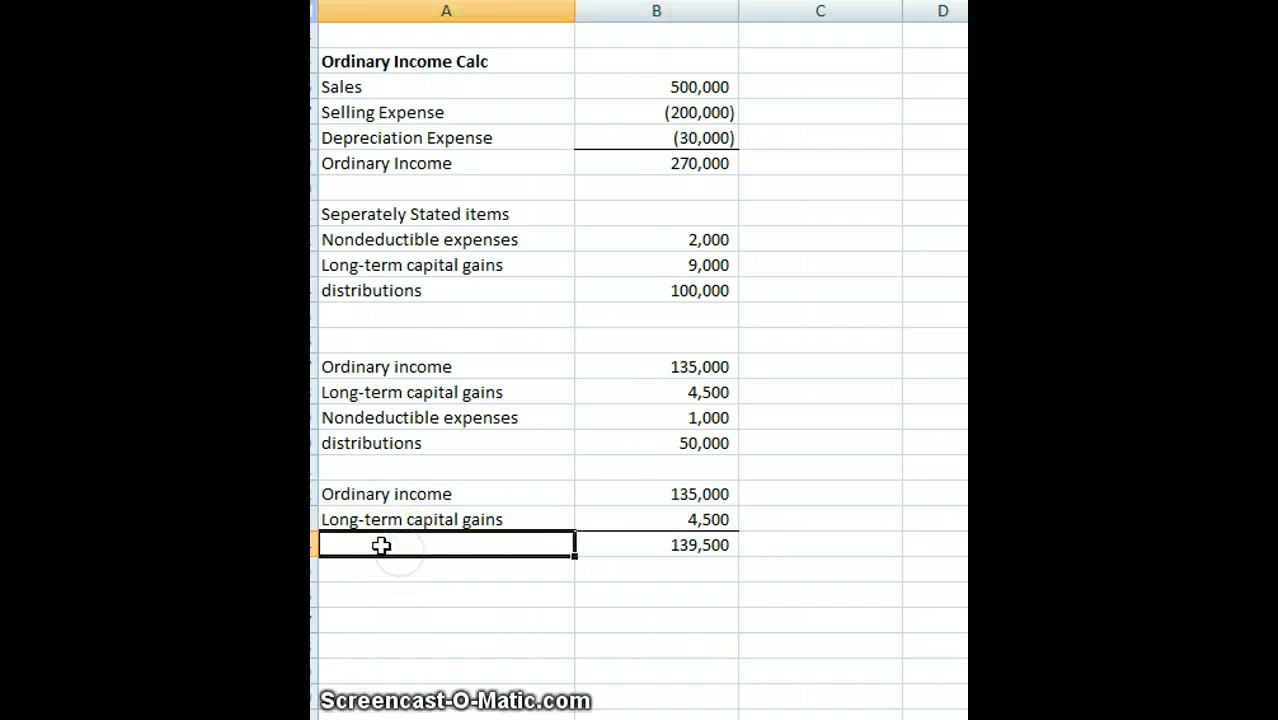 A B C D
Ordinary Income Calc
Sales 500,000
Selling Expense (200,000)
Depreciation Expense (30,000)
Ordinary Income 270,000
Seperately Stated items
Nondeductible expenses 2,000
Long-term capital gains 9,000
distributions 100,000
Ordinary income 135,000
Long-term capital gains 4,500
Nondeductible expenses 1,000
distributions 50,000
Ordinary income 135,000
Long-term capital gains 4,500
139,500
Screencast-O-Matic.com